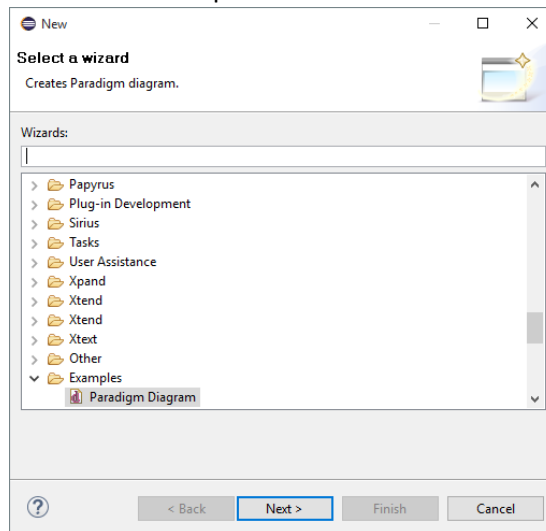 New
Select a wizard
Creates Paradigm diagram.
Wizards:
Papyrus
Plug-in Development
Sirius
Tasks
User Assistance
Xpand
Xtend
Xtend
Xtext
Other
Examples
Paradigm Diagram
?
< Back Next > Finish Cancel